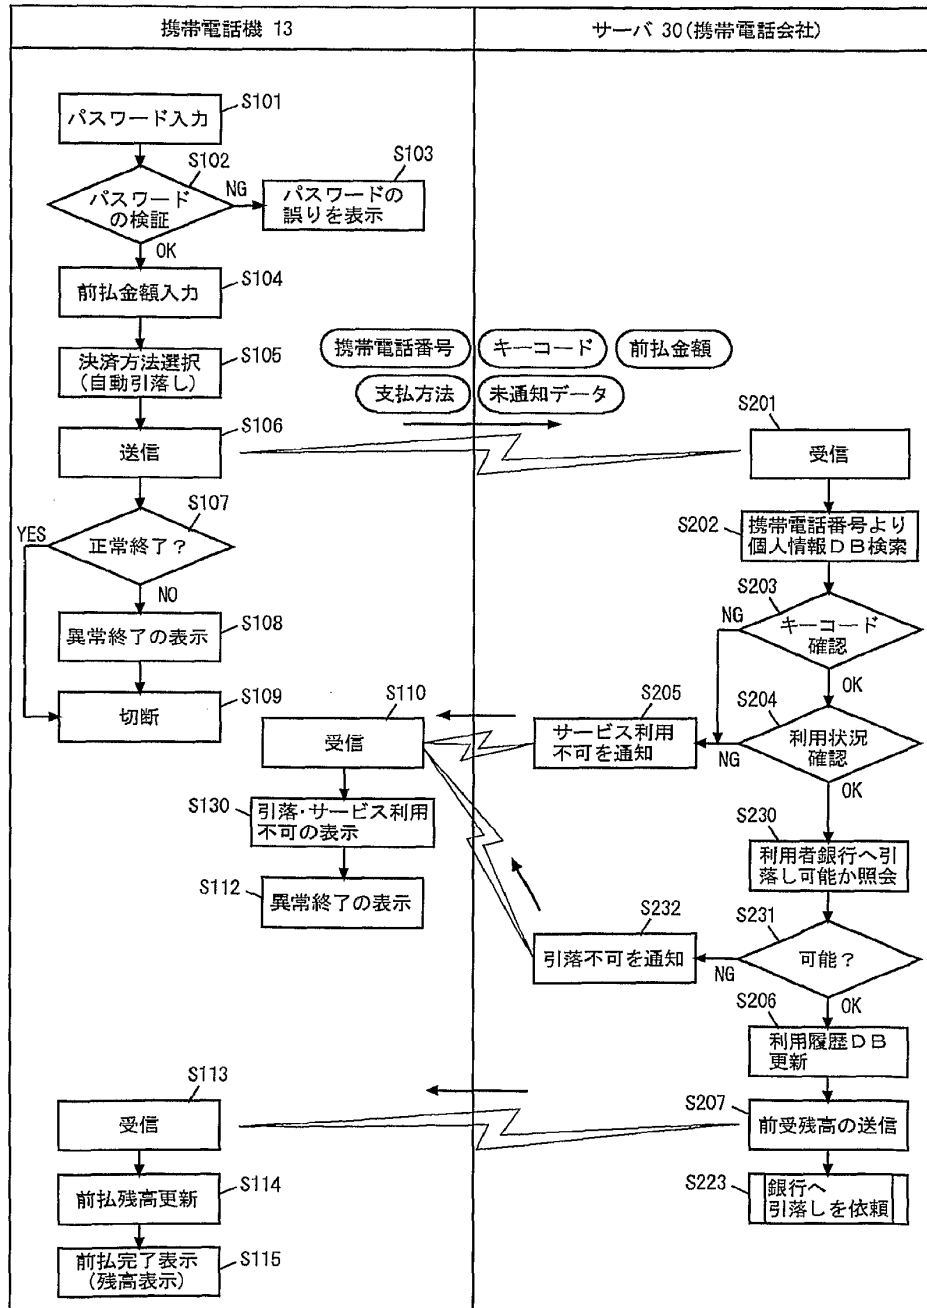 携帯電話機 13
サーバ 30(携帯電話会社)
S101
パスワード入力
S102
パスワード
の検証
NG
OK
S103
パスワードの
誤りを表示
S104
前払金額入力
S105
決済方法選択
(自動引落し)
携帯電話番号
キーコード
前払金額
支払方法
未通知データ
S106
送信
S201
受信
S107
YES
正常終了?
NO
S202
携帯電話番号より
個人情報DB検索
S203
NG
キーコード
確認
OK
S108
異常終了の表示
S109
切断
S110
受信
S205
サービス利用
不可を通知
S204
NG
利用状況
確認
OK
S130
引落・サービス利用
不可の表示
S112
異常終了の表示
S230
利用者銀行へ引
落し可能か照会
S232
引落不可を通知
S231
NG
可能?
OK
S206
利用履歴DB
更新
S113
受信
S207
前受残高の送信
S114
前払残高更新
S223
銀行へ
引落しを依頼
S115
前払完了表示
(残高表示)